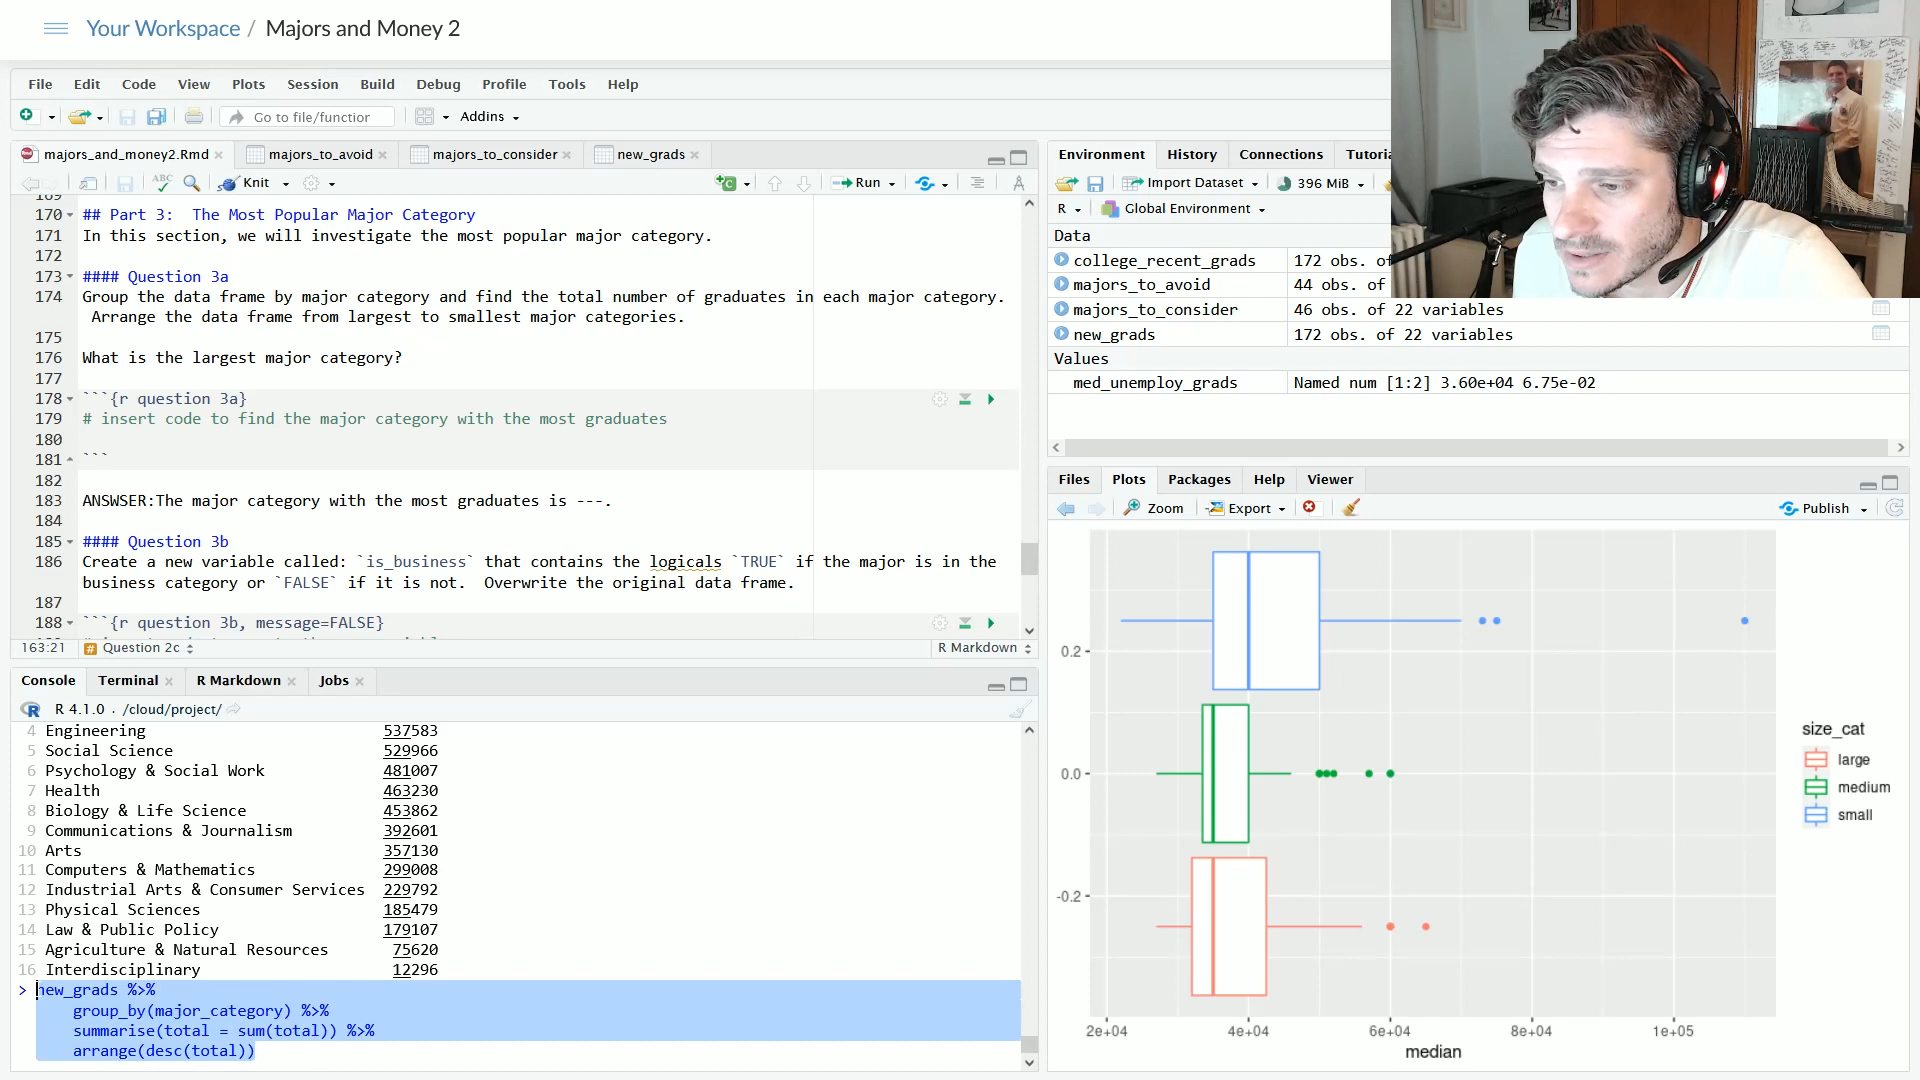 Your Workspace / Majors and Money 2
File Edit Code View Plots Session Build Debug Profile Tools Help
Go to file/functior Addins
majors_and_money2.Rmd majors_to_avoid majors_to_consider new_grads
ABC Knit Run
170 ## Part 3:  The Most Popular Major Category
171 In this section, we will investigate the most popular major category.
172
173 #### Question 3a
174 Group the data frame by major category and find the total number of graduates in each major category.
Arrange the data frame from largest to smallest major categories.
175
176 What is the largest major category?
177
178 ```{r question 3a}
179 # insert code to find the major category with the most graduates
180
181 ```
182
183 ANSWSER:The major category with the most graduates is ---.
184
185 #### Question 3b
186 Create a new variable called: `is_business` that contains the logicals `TRUE` if the major is in the
business category or `FALSE` if it is not.  Overwrite the original data frame.
187
188 ```{r question 3b, message=FALSE}
163:21 # Question 2c R Markdown
Console Terminal R Markdown Jobs
R 4.1.0 . /cloud/project/
4 Engineering 537583
5 Social Science 529966
6 Psychology & Social Work 481007
7 Health 463230
8 Biology & Life Science 453862
9 Communications & Journalism 392601
10 Arts 357130
11 Computers & Mathematics 299008
12 Industrial Arts & Consumer Services 229792
13 Physical Sciences 185479
14 Law & Public Policy 179107
15 Agriculture & Natural Resources 75620
16 Interdisciplinary 12296
> new_grads %>%
group_by(major_category) %>%
summarise(total = sum(total)) %>%
arrange(desc(total))
Environment History Connections Tutoria
Import Dataset 396 MiB
R Global Environment
Data
college_recent_grads 172 obs. of
majors_to_avoid 44 obs. of
majors_to_consider 46 obs. of 22 variables
new_grads 172 obs. of 22 variables
Values
med_unemploy_grads Named num [1:2] 3.60e+04 6.75e-02
Files Plots Packages Help Viewer
Zoom Export Publish
0.2
0.0
-0.2
2e+04 4e+04 6e+04 8e+04 1e+05
median
size_cat
large
medium
small